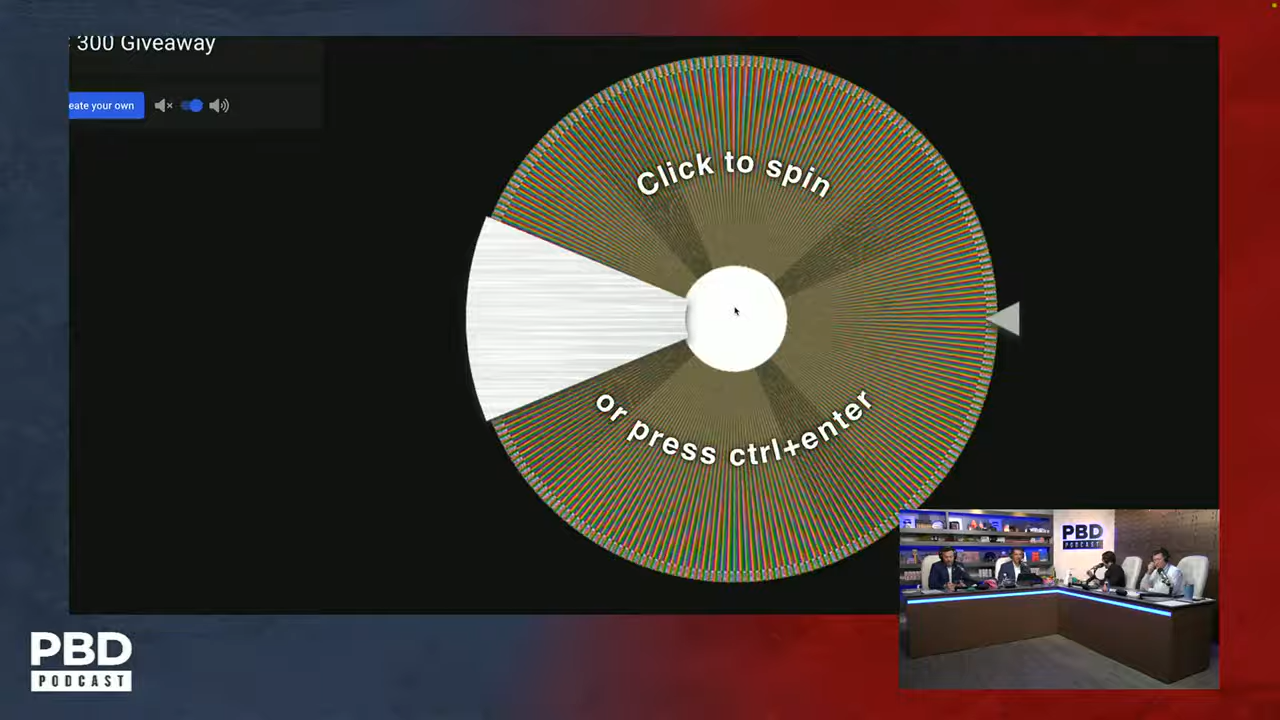 300 Giveaway
eate your own
Click to spin
or press ctrl+enter
PBD
PODCAST
PBD
PODCAST